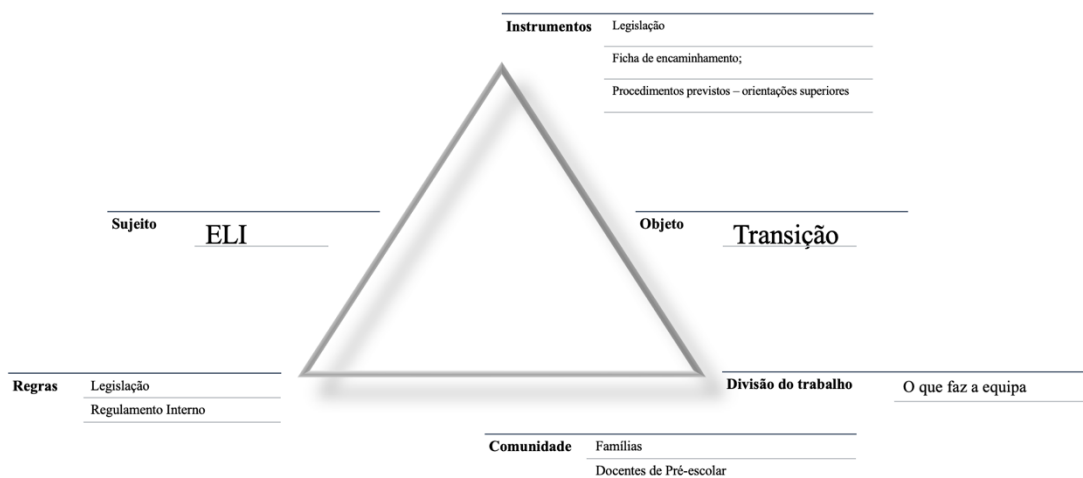 Instrumentos Legislação
Ficha de encaminhamento;
Procedimentos previstos – orientações superiores
Sujeito ELI
Objeto Transição
Regras Legislação
Regulamento Interno
Divisão do trabalho O que faz a equipa
Comunidade Famílias
Docentes de Pré-escolar